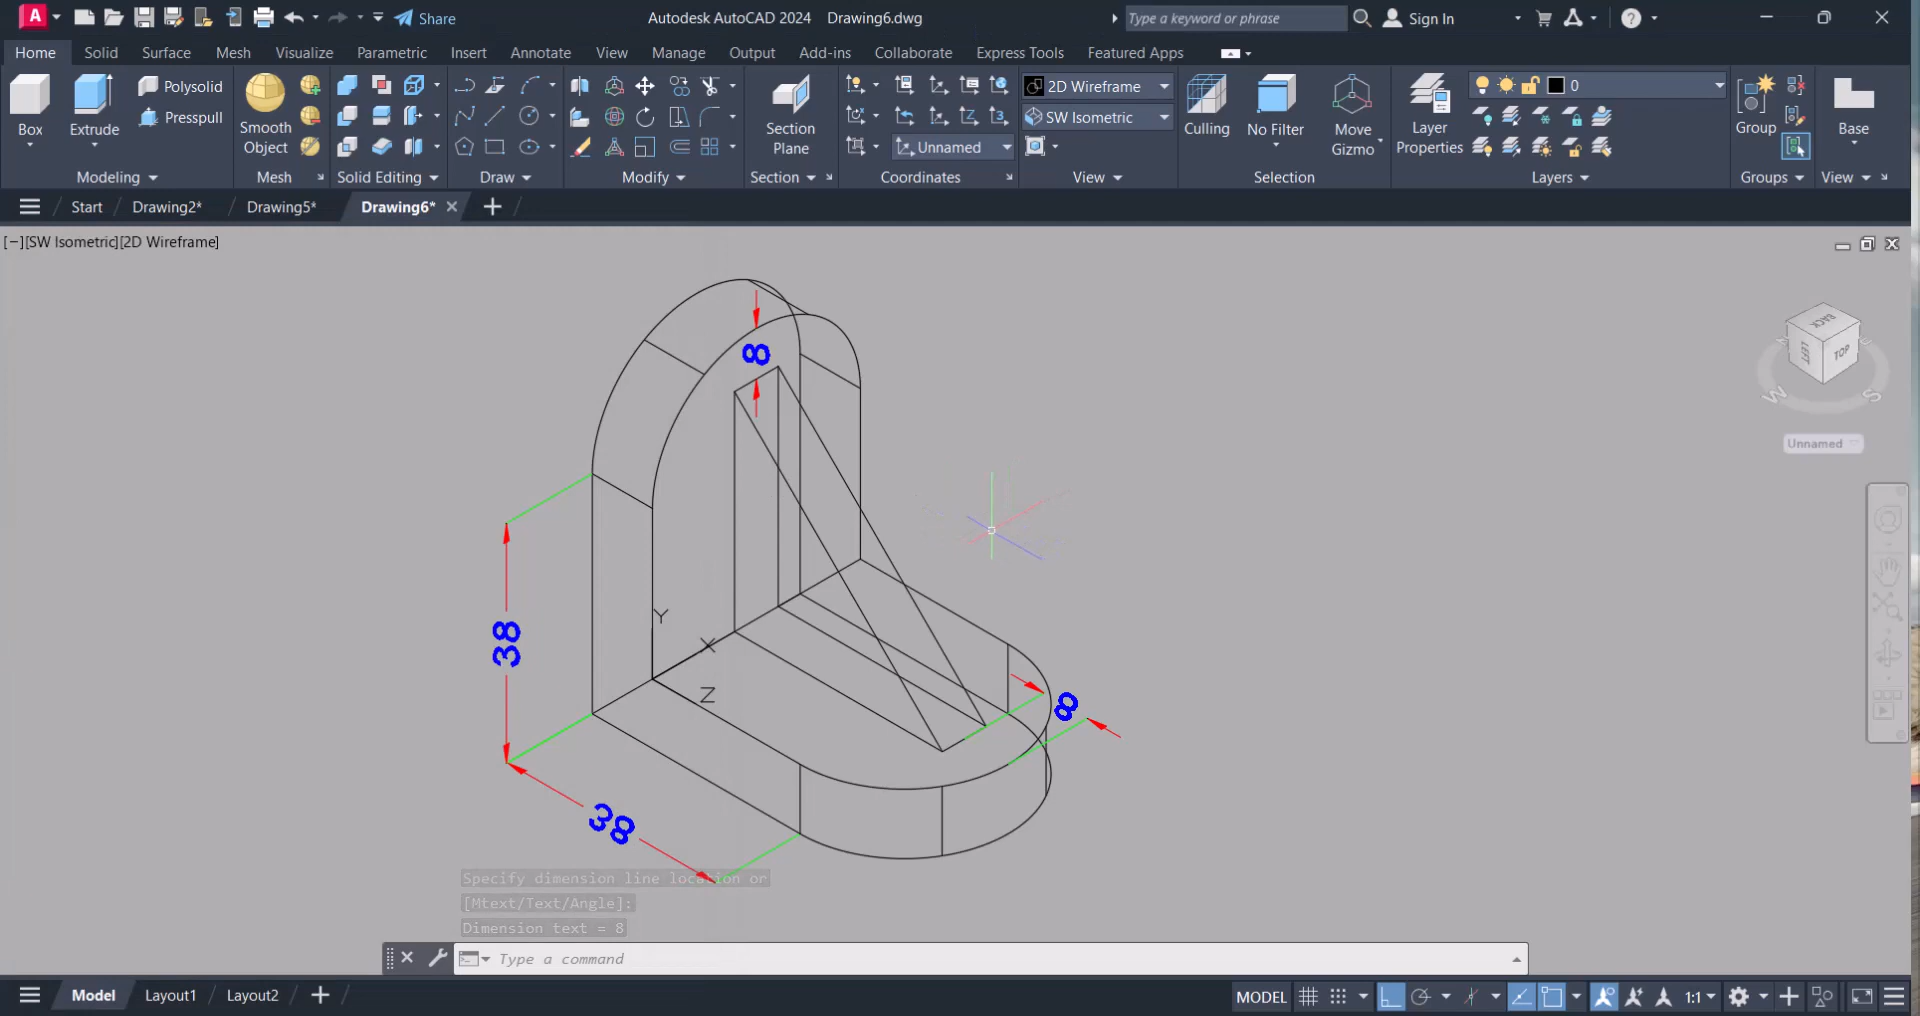 Share
Autodesk AutoCAD 2024 Drawing6.dwg
Type a keyword or phrase
Sign In
Home Solid Surface Mesh Visualize Parametric Insert Annotate View Manage Output Add-ins Collaborate Express Tools Featured Apps
Box
Extrude
Polysolid
Presspull
Modeling
Smooth
Object
Mesh
Solid Editing
Draw
Modify
Section
Plane
Section
Unnamed
Coordinates
2D Wireframe
SW Isometric
View
Culling
No Filter
Move
Gizmo
Selection
Layer
Properties
0
Layers
Group
Groups
Base
View
Start Drawing2* Drawing5* Drawing6*
[−][SW Isometric][2D Wireframe]
BACK
LEFT
TOP
W
S
Unnamed
8
38
Y
X
Z
8
38
Specify dimension line location or
[Mtext/Text/Angle]:
Dimension text = 8
Type a command
Model Layout1 Layout2
MODEL
1:1